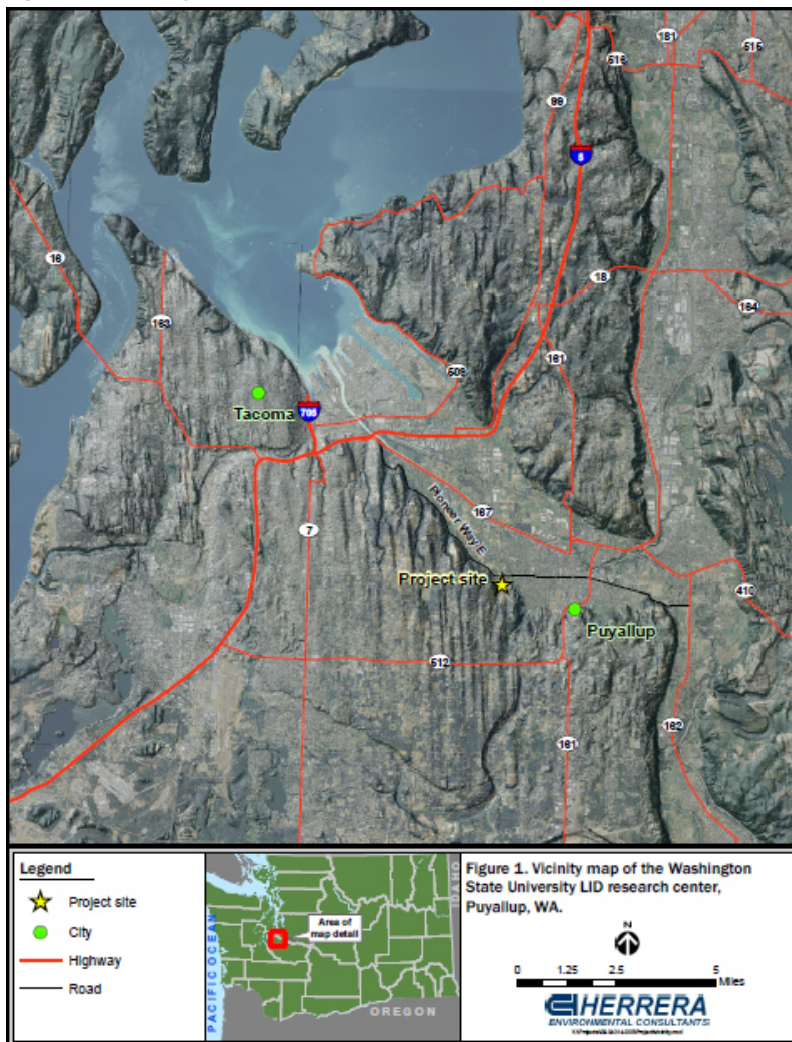 181
515
516
99
5
16
18
164
163
161
509
Tacoma
705
Pioneer Way E
167
7
Project site
410
Puyallup
512
162
161
Legend
Project site
City
Highway
Road
PACIFIC OCEAN
IDAHO
Area of
map detail
OREGON
Figure 1. Vicinity map of the Washington
State University LID research center,
Puyallup, WA.
N
0 1.25 2.5 5
Miles
HERRERA
ENVIRONMENTAL CONSULTANTS